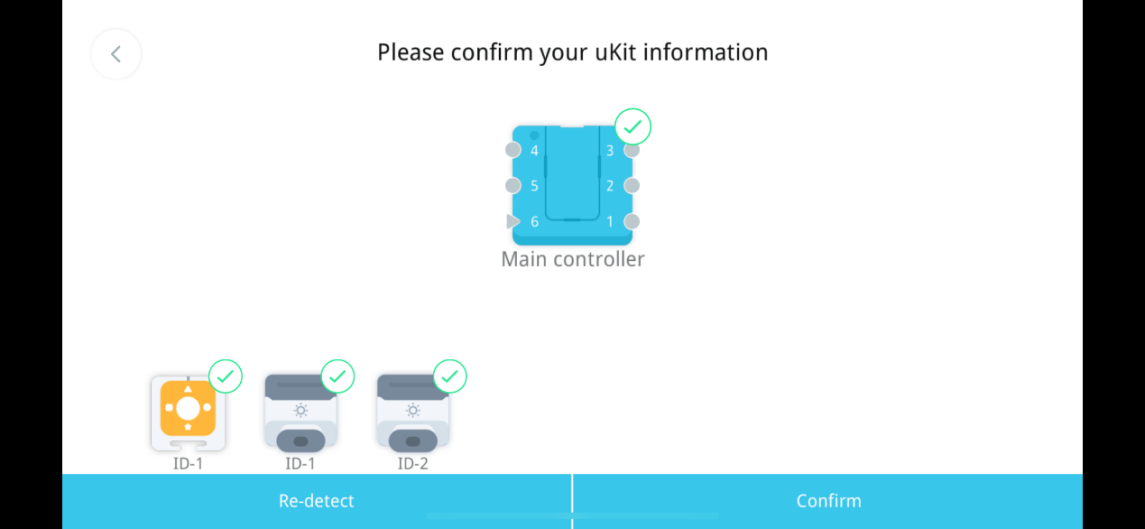 Please confirm your uKit information
4 3
5 2
6 1
Main controller
ID-1 ID-1 ID-2
Re-detect Confirm